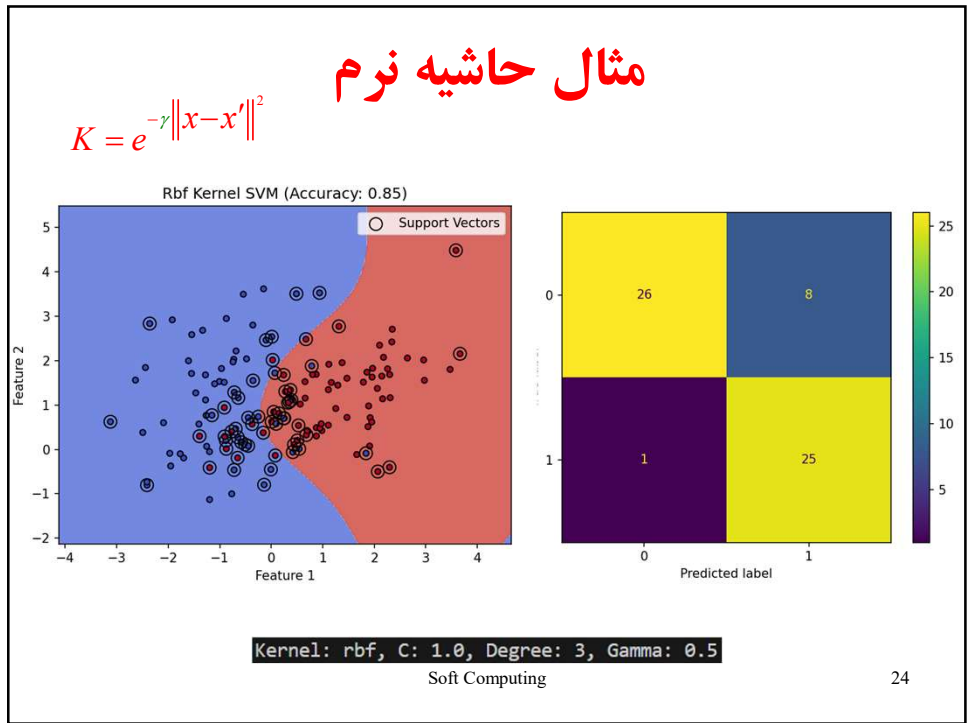 مثال حاشیه نرم
K = e^{-γ‖x−x′‖^2}
Rbf Kernel SVM (Accuracy: 0.85)
Support Vectors
5
4
3
2
1
0
−1
−2
Feature 2
−4 −3 −2 −1 0 1 2 3 4
Feature 1
0
1
26 8
1 25
0 1
Predicted label
25
20
15
10
5
Kernel: rbf, C: 1.0, Degree: 3, Gamma: 0.5
Soft Computing 24